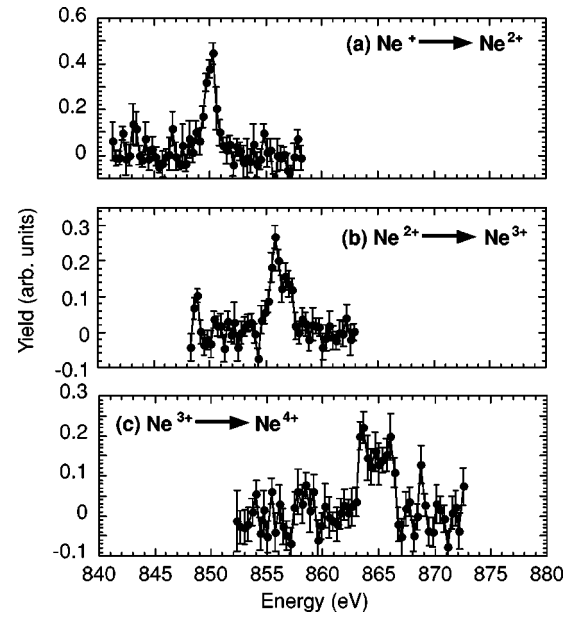 0.6
(a) Ne⁺ ⟶ Ne²⁺
0.4
0.2
0
0.3
(b) Ne²⁺ ⟶ Ne³⁺
0.2
0.1
0
-0.1
Yield (arb. units)
0.3
(c) Ne³⁺ ⟶ Ne⁴⁺
0.2
0.1
0
-0.1
840 845 850 855 860 865 870 875 880
Energy (eV)